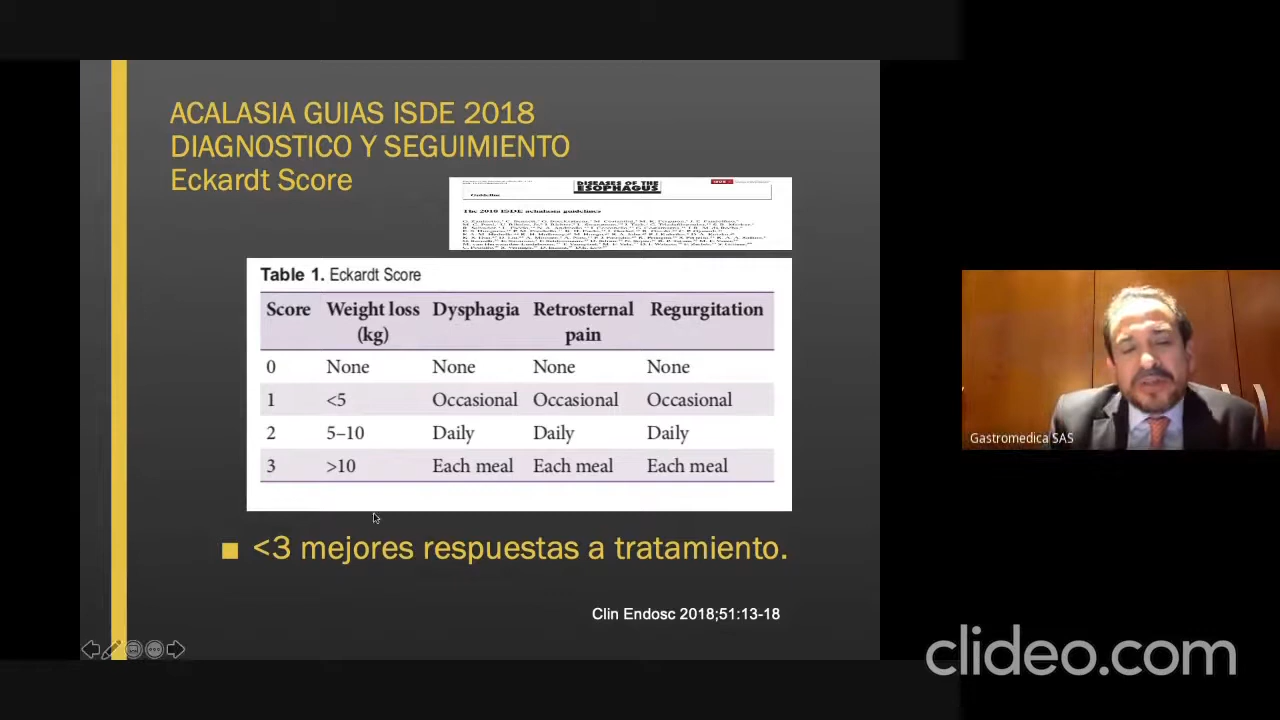 ACALASIA GUIAS ISDE 2018
DIAGNOSTICO Y SEGUIMIENTO
Eckardt Score
DISEASES OF THE
ESOPHAGUS
Guideline
The 2018 ISDE achalasia guidelines
Table 1. Eckardt Score
Score Weight loss (kg) Dysphagia Retrosternal pain Regurgitation
0 None None None None
1 <5 Occasional Occasional Occasional
2 5–10 Daily Daily Daily
3 >10 Each meal Each meal Each meal
<3 mejores respuestas a tratamiento.
Clin Endosc 2018;51:13-18
Gastromedica SAS
clideo.com